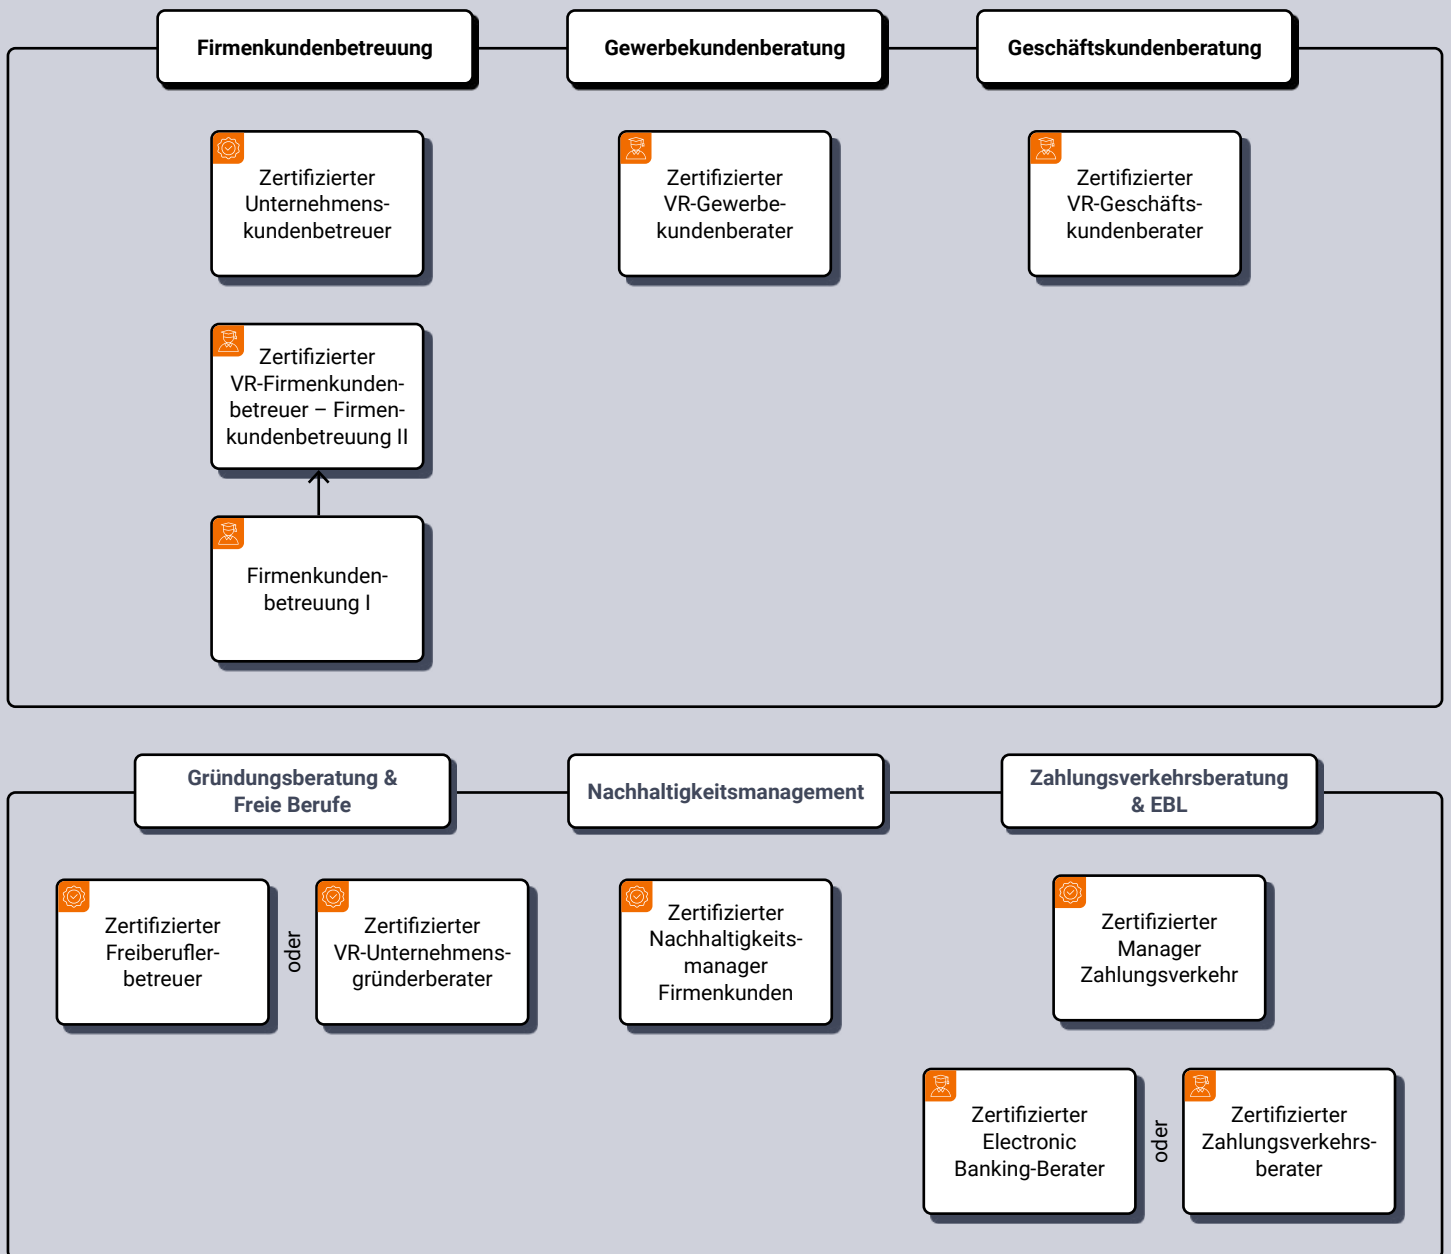 Firmenkundenbetreuung
Gewerbekundenberatung
Geschäftskundenberatung
Zertifizierter
Unternehmens-
kundenbetreuer
Zertifizierter
VR-Gewerbe-
kundenberater
Zertifizierter
VR-Geschäfts-
kundenberater
Zertifizierter
VR-Firmenkunden-
betreuer – Firmen-
kundenbetreuung II
Firmenkunden-
betreuung I
Gründungsberatung &
Freie Berufe
Nachhaltigkeitsmanagement
Zahlungsverkehrsberatung
& EBL
Zertifizierter
Freiberufler-
betreuer
oder
Zertifizierter
VR-Unternehmens-
gründerberater
Zertifizierter
Nachhaltigkeits-
manager
Firmenkunden
Zertifizierter
Manager
Zahlungsverkehr
Zertifizierter
Electronic
Banking-Berater
oder
Zertifizierter
Zahlungsverkehrs-
berater